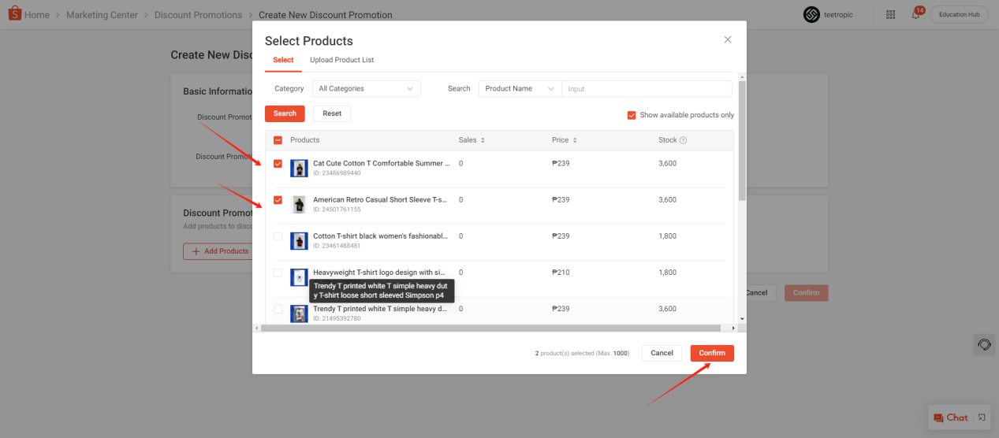 Home > Marketing Center > Discount Promotions > Create New Discount Promotion
teetropic
14
Education Hub
Create New Disc
Basic Informatio
Discount Promot
Discount Promoti
Discount Promot
Add products to disco
+ Add Products
Cancel
Confirm
Select Products
Select
Upload Product List
Category
All Categories
Search
Product Name
Input
Search
Reset
Show available products only
Products
Sales
Price
Stock
Cat Cute Cotton T Comfortable Summer ...
0
₱239
3,600
ID: 23486989440
American Retro Casual Short Sleeve T-s...
0
₱239
3,600
ID: 24501761155
Cotton T-shirt black women's fashionabl...
0
₱239
1,800
ID: 23461488481
Heavyweight T-shirt logo design with si...
0
₱210
1,800
Trendy T printed white T simple heavy dut
y T-shirt loose short sleeved Simpson p4
Trendy T printed white T simple heavy d...
0
₱239
3,600
ID: 21495392780
2 product(s) selected (Max. 1000)
Cancel
Confirm
Chat